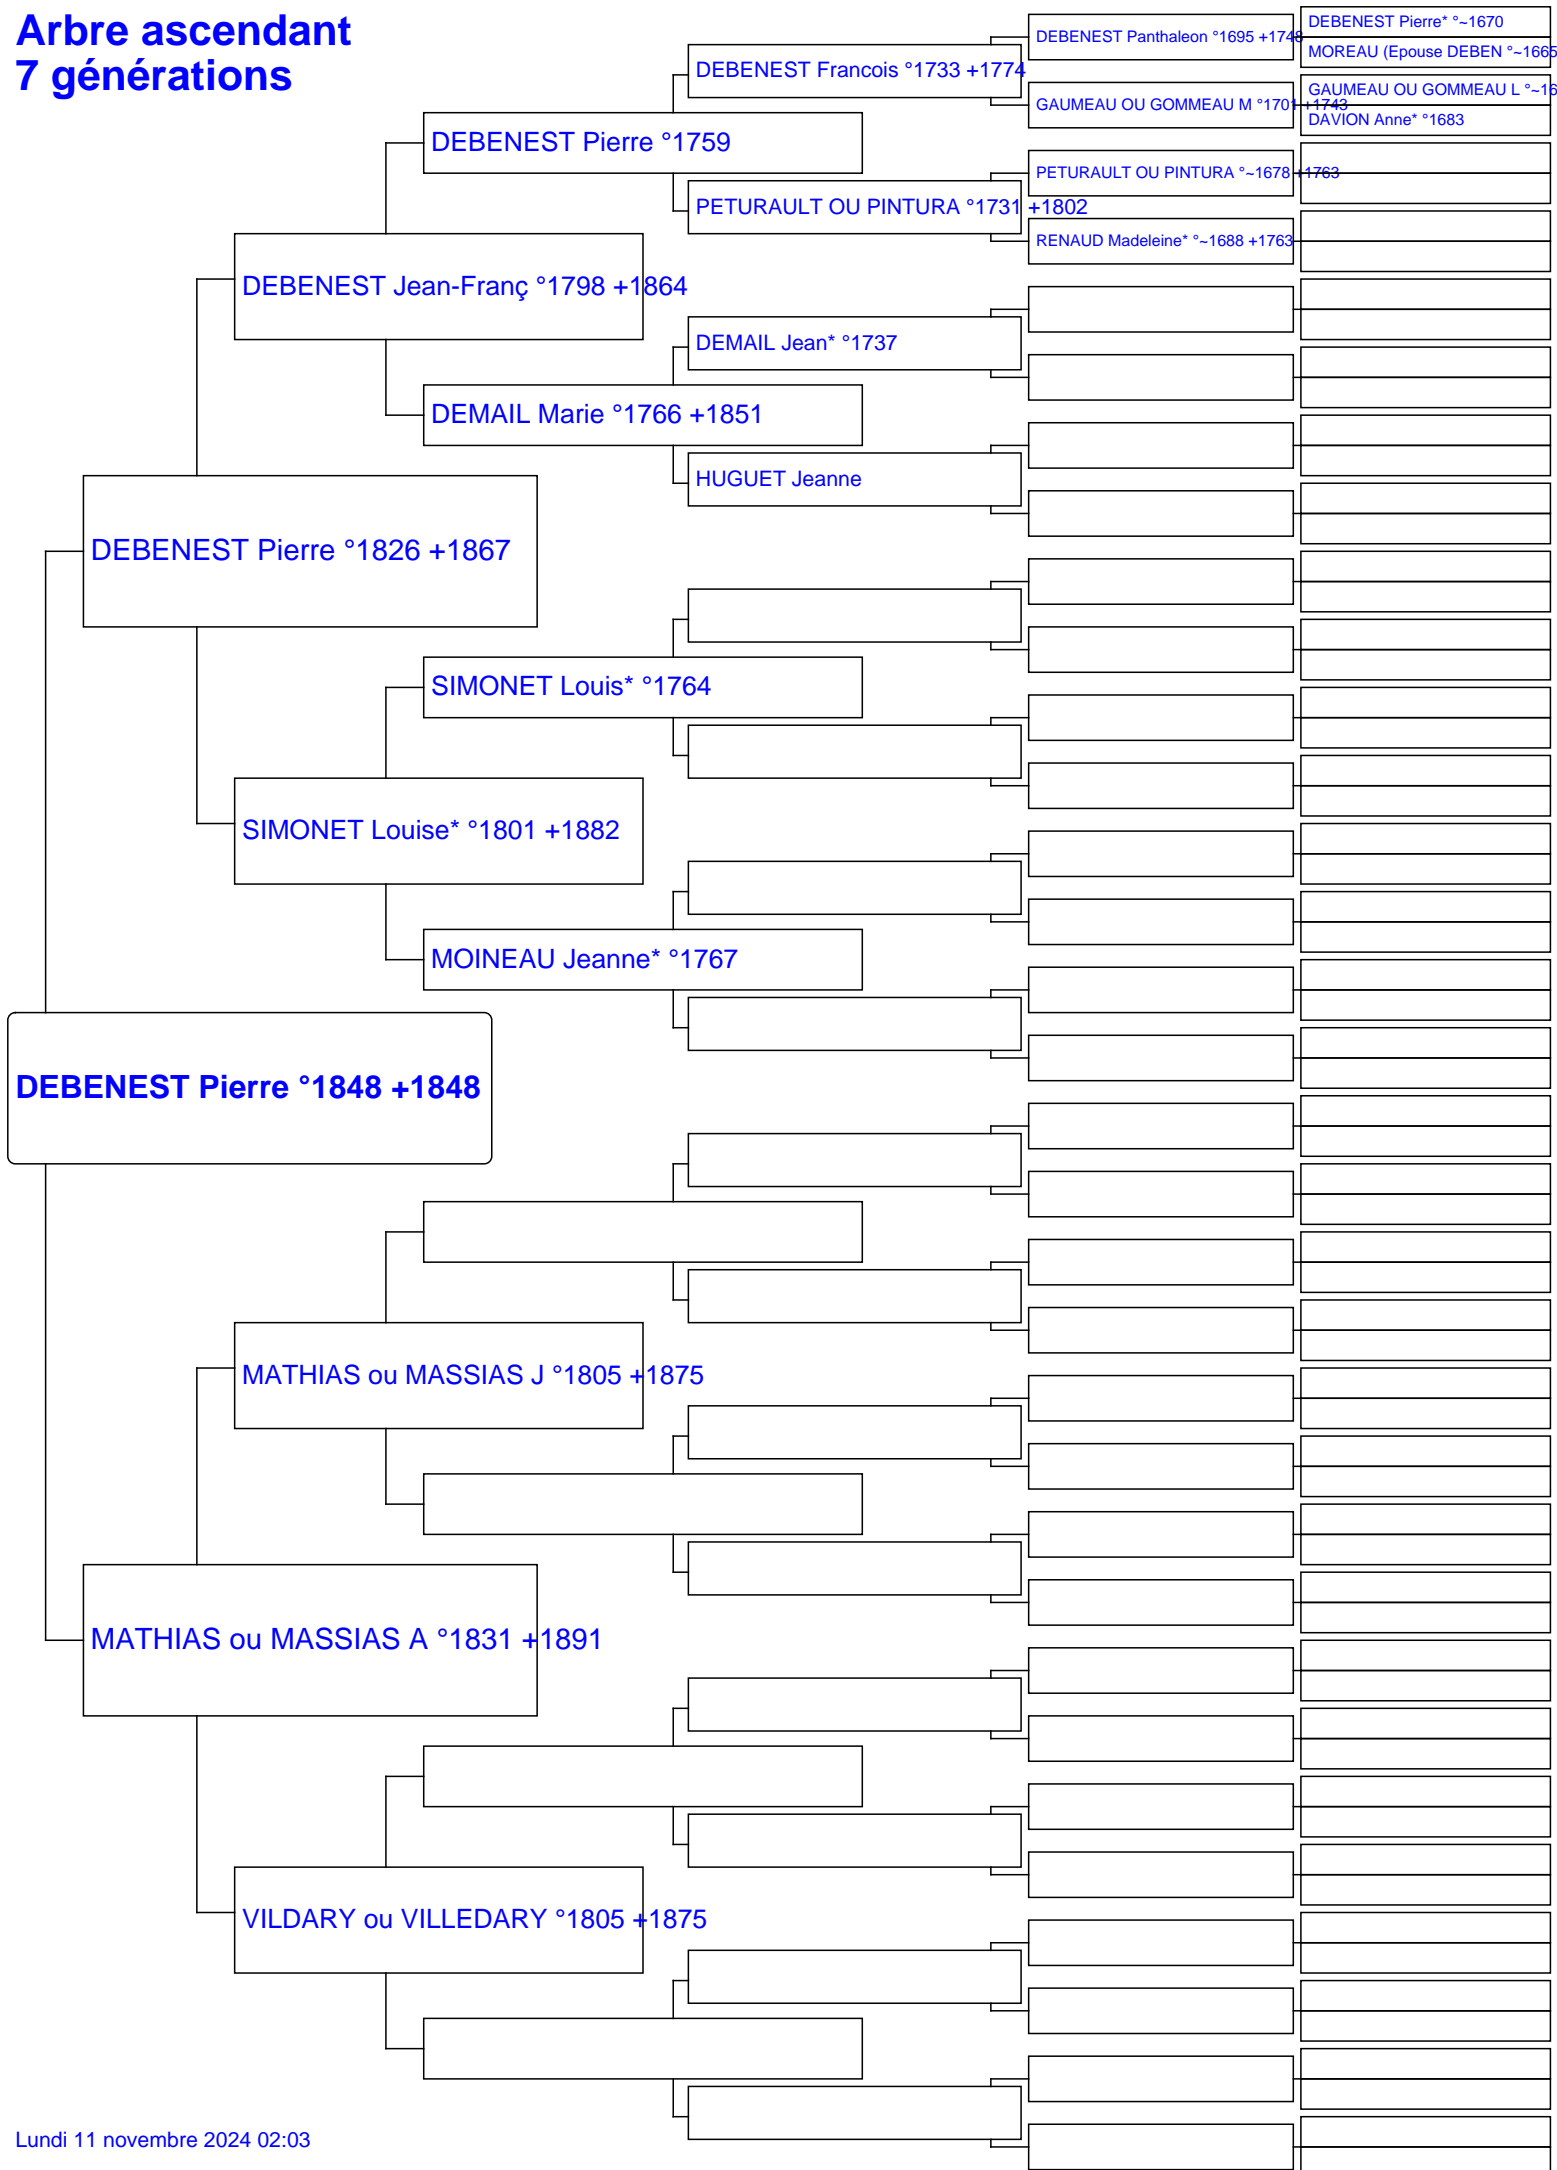 Arbre ascendant
7 générations
DEBENEST Pierre* °~1670
DEBENEST Panthaleon °1695 +1748
MOREAU (Epouse DEBEN °~1665
DEBENEST Francois °1733 +1774
GAUMEAU OU GOMMEAU L °~16
GAUMEAU OU GOMMEAU M °1701 +1743
DAVION Anne* °1683
DEBENEST Pierre °1759
PETURAULT OU PINTURA °~1678 +1763
PETURAULT OU PINTURA °1731 +1802
RENAUD Madeleine* °~1688 +1763
DEBENEST Jean-Franç °1798 +1864
DEMAIL Jean* °1737
DEMAIL Marie °1766 +1851
HUGUET Jeanne
DEBENEST Pierre °1826 +1867
SIMONET Louis* °1764
SIMONET Louise* °1801 +1882
MOINEAU Jeanne* °1767
DEBENEST Pierre °1848 +1848
MATHIAS ou MASSIAS J °1805 +1875
MATHIAS ou MASSIAS A °1831 +1891
VILDARY ou VILLEDARY °1805 +1875
Lundi 11 novembre 2024 02:03